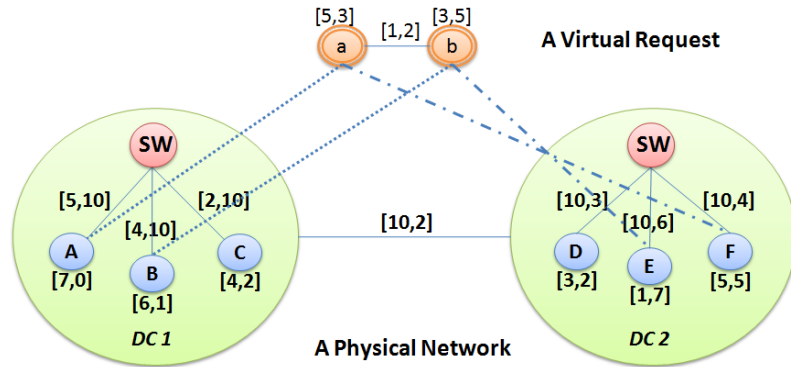 [5,3]
[1,2]
[3,5]
a
b
A Virtual Request
SW
SW
[5,10]
[2,10]
[4,10]
[10,2]
[10,3]
[10,4]
[10,6]
A
B
C
D
E
F
[7,0]
[6,1]
[4,2]
[3,2]
[1,7]
[5,5]
DC 1
DC 2
A Physical Network